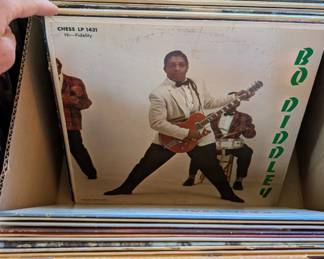 CHESS LP 1431
Hi-Fidelity
BO DIDDLEY